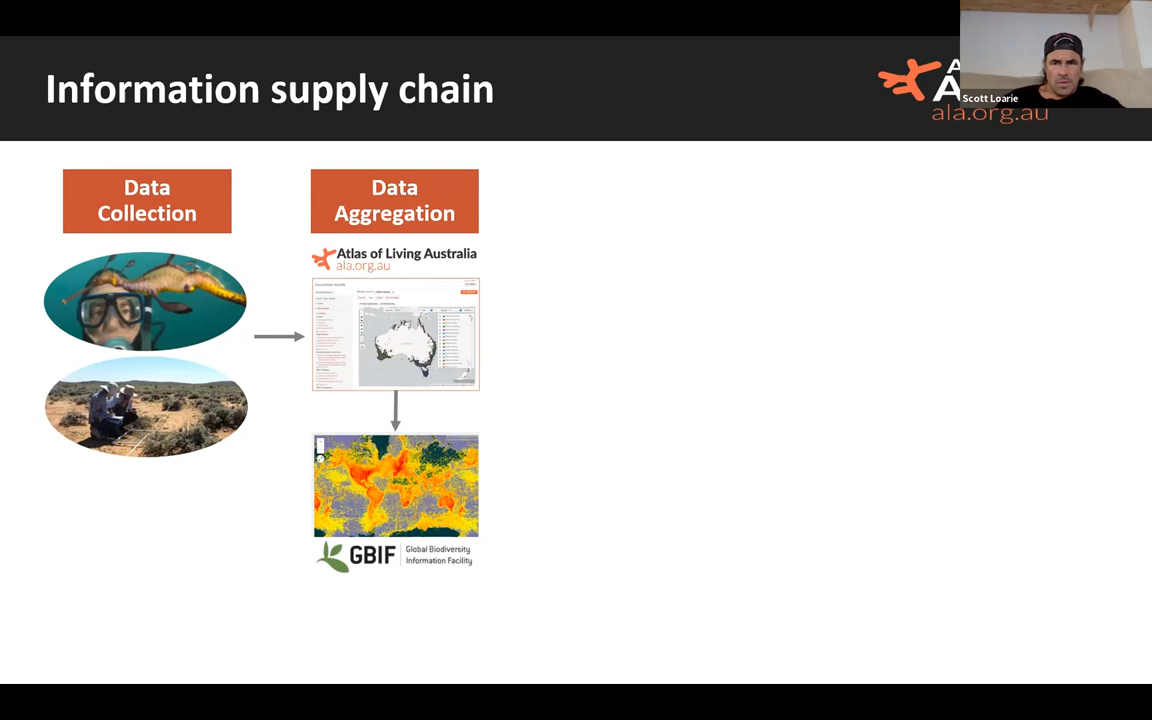 Information supply chain
A
A
ala.org.au
Scott Loarie
Data
Collection
Data
Aggregation
Atlas of Living Australia
ala.org.au
GBIF
Global Biodiversity
Information Facility